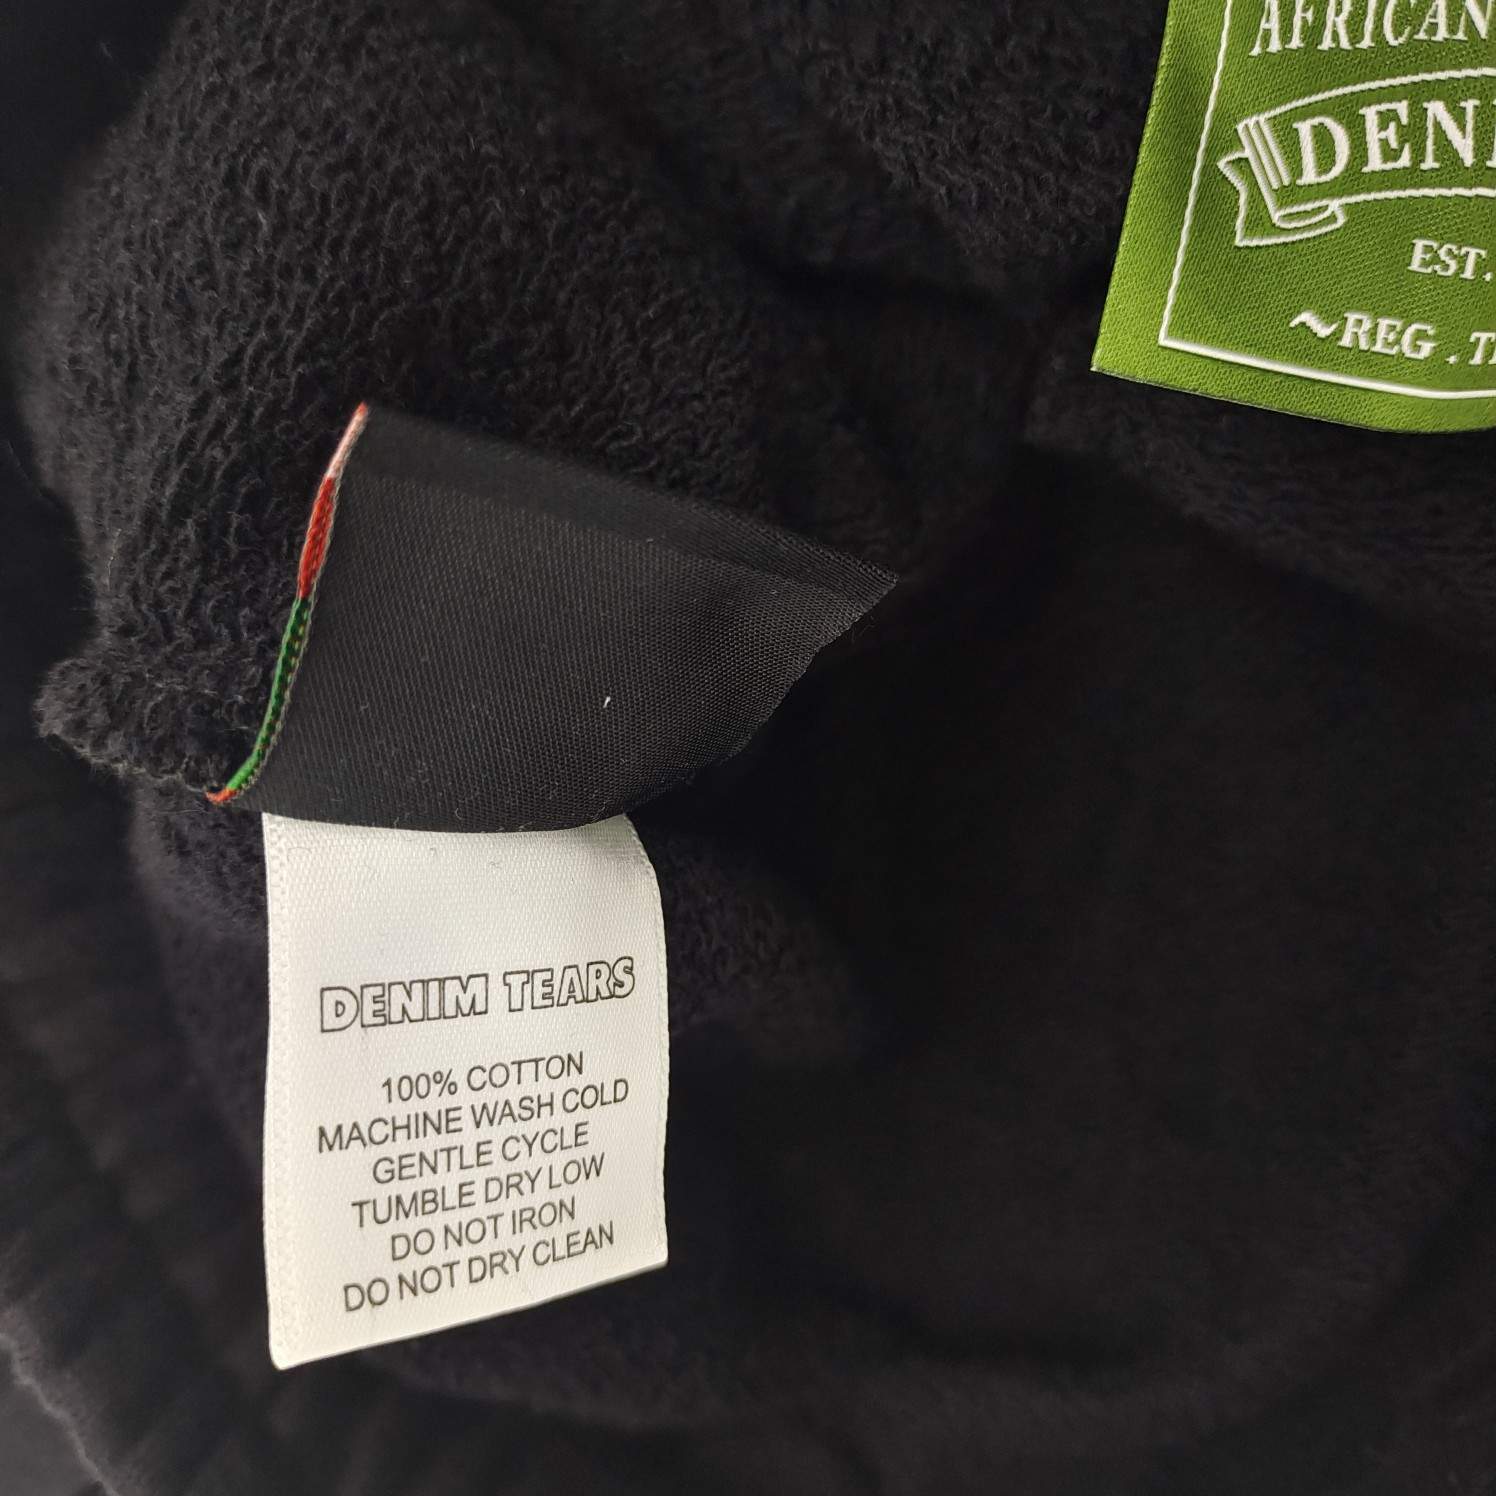 AFRICAN
DEN
EST.
~REG.T
DENIM TEARS
100% COTTON
MACHINE WASH COLD
GENTLE CYCLE
TUMBLE DRY LOW
DO NOT IRON
DO NOT DRY CLEAN